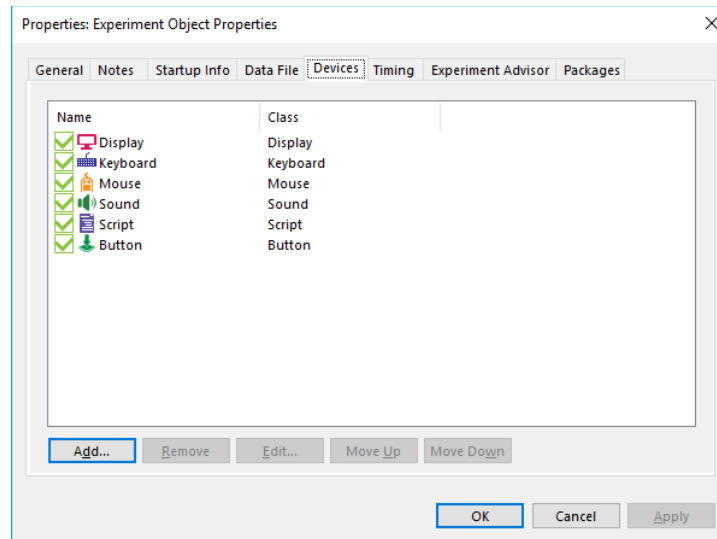 Properties: Experiment Object Properties
General Notes Startup Info Data File Devices Timing Experiment Advisor Packages
Name Class
Display Display
Keyboard Keyboard
Mouse Mouse
Sound Sound
Script Script
Button Button
Add... Remove Edit... Move Up Move Down
OK Cancel Apply